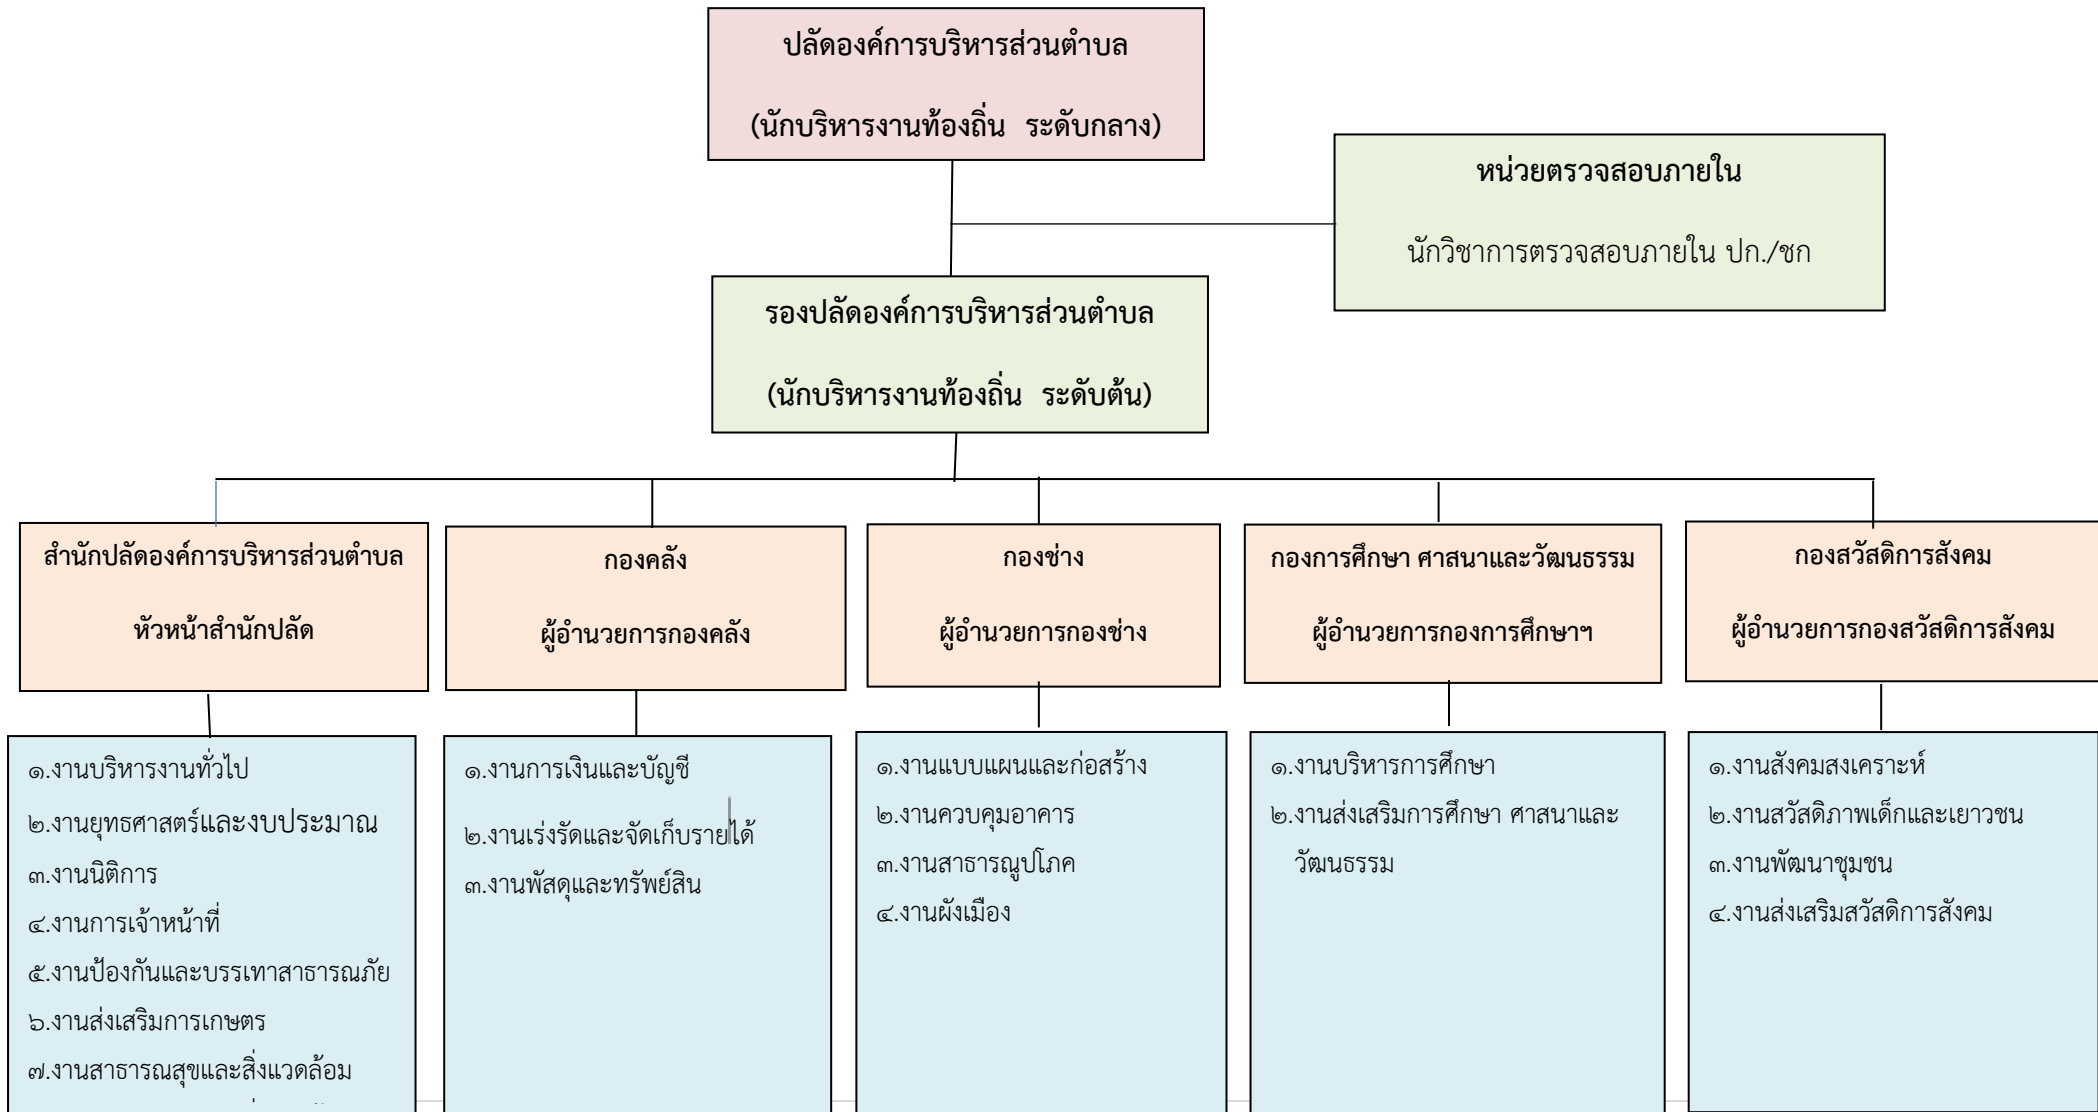 ปลัดองค์การบริหารส่วนตำบล
(นักบริหารงานท้องถิ่น ระดับกลาง)
หน่วยตรวจสอบภายใน
นักวิชาการตรวจสอบภายใน ปก./ชก
รองปลัดองค์การบริหารส่วนตำบล
(นักบริหารงานท้องถิ่น ระดับต้น)
สำนักปลัดองค์การบริหารส่วนตำบล
หัวหน้าสำนักปลัด
กองคลัง
ผู้อำนวยการกองคลัง
กองช่าง
ผู้อำนวยการกองช่าง
กองการศึกษา ศาสนาและวัฒนธรรม
ผู้อำนวยการกองการศึกษาฯ
กองสวัสดิการสังคม
ผู้อำนวยการกองสวัสดิการสังคม
๑.งานบริหารงานทั่วไป
๒.งานยุทธศาสตร์และงบประมาณ
๓.งานนิติการ
๔.งานการเจ้าหน้าที่
๕.งานป้องกันและบรรเทาสาธารณภัย
๖.งานส่งเสริมการเกษตร
๗.งานสาธารณสุขและสิ่งแวดล้อม
๑.งานการเงินและบัญชี
๒.งานเร่งรัดและจัดเก็บรายได้
๓.งานพัสดุและทรัพย์สิน
๑.งานแบบแผนและก่อสร้าง
๒.งานควบคุมอาคาร
๓.งานสาธารณูปโภค
๔.งานผังเมือง
๑.งานบริหารการศึกษา
๒.งานส่งเสริมการศึกษา ศาสนาและ
วัฒนธรรม
๑.งานสังคมสงเคราะห์
๒.งานสวัสดิภาพเด็กและเยาวชน
๓.งานพัฒนาชุมชน
๔.งานส่งเสริมสวัสดิการสังคม